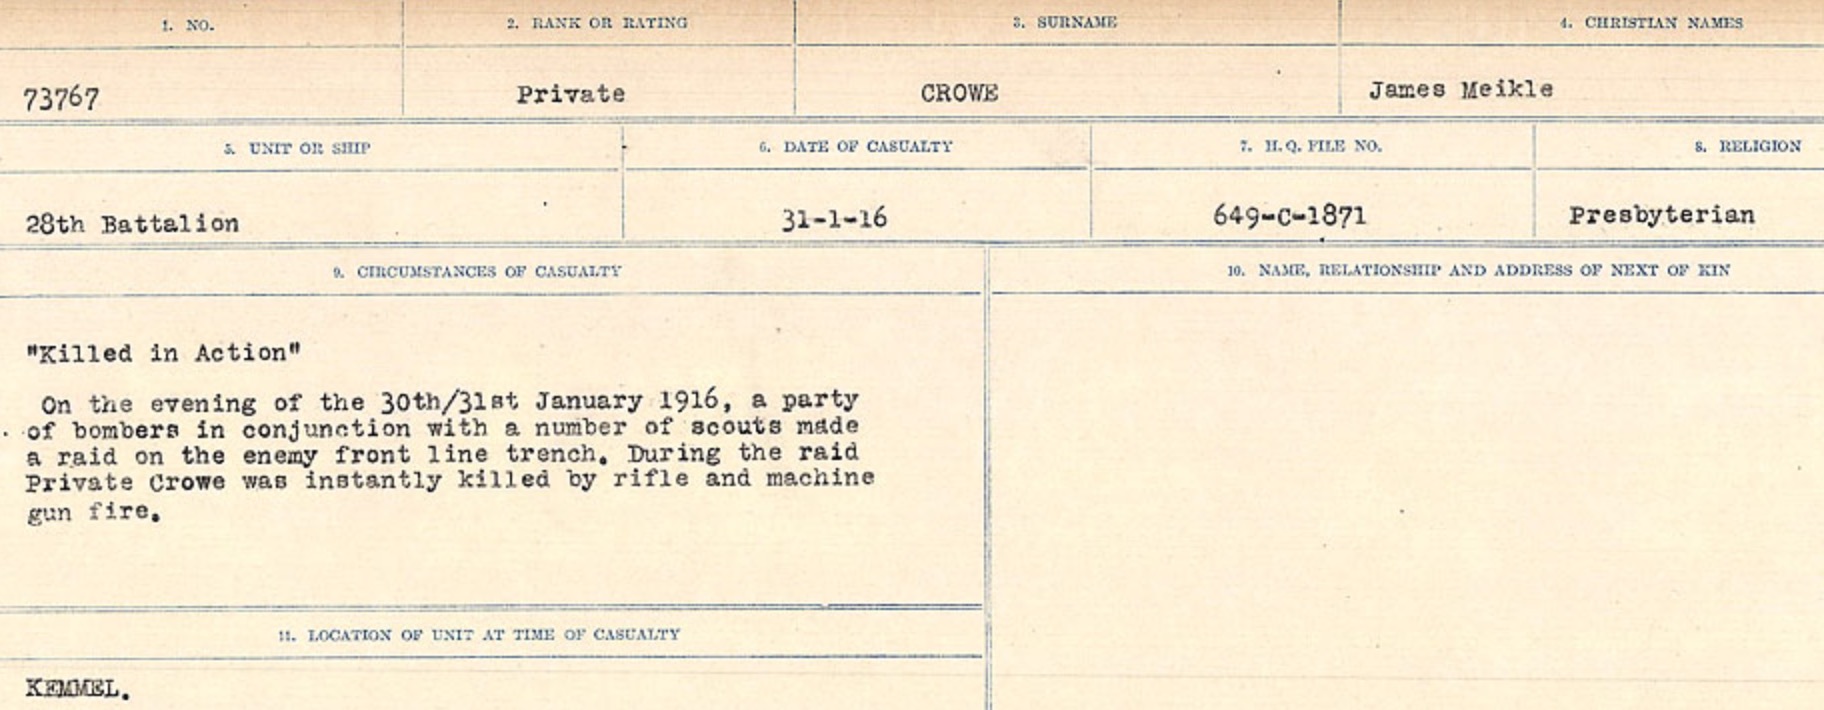 1. NO. 2. RANK OR RATING 3. SURNAME 4. CHRISTIAN NAMES
73767 Private CROWE James Meikle
5. UNIT OR SHIP 6. DATE OF CASUALTY 7. H.Q. FILE NO. 8. RELIGION
28th Battalion 31-1-16 649-C-1871 Presbyterian
9. CIRCUMSTANCES OF CASUALTY 10. NAME, RELATIONSHIP AND ADDRESS OF NEXT OF KIN
"Killed in Action"
On the evening of the 30th/31st January 1916, a party
of bombers in conjunction with a number of scouts made
a raid on the enemy front line trench. During the raid
Private Crowe was instantly killed by rifle and machine
gun fire.
11. LOCATION OF UNIT AT TIME OF CASUALTY
KEMMEL.